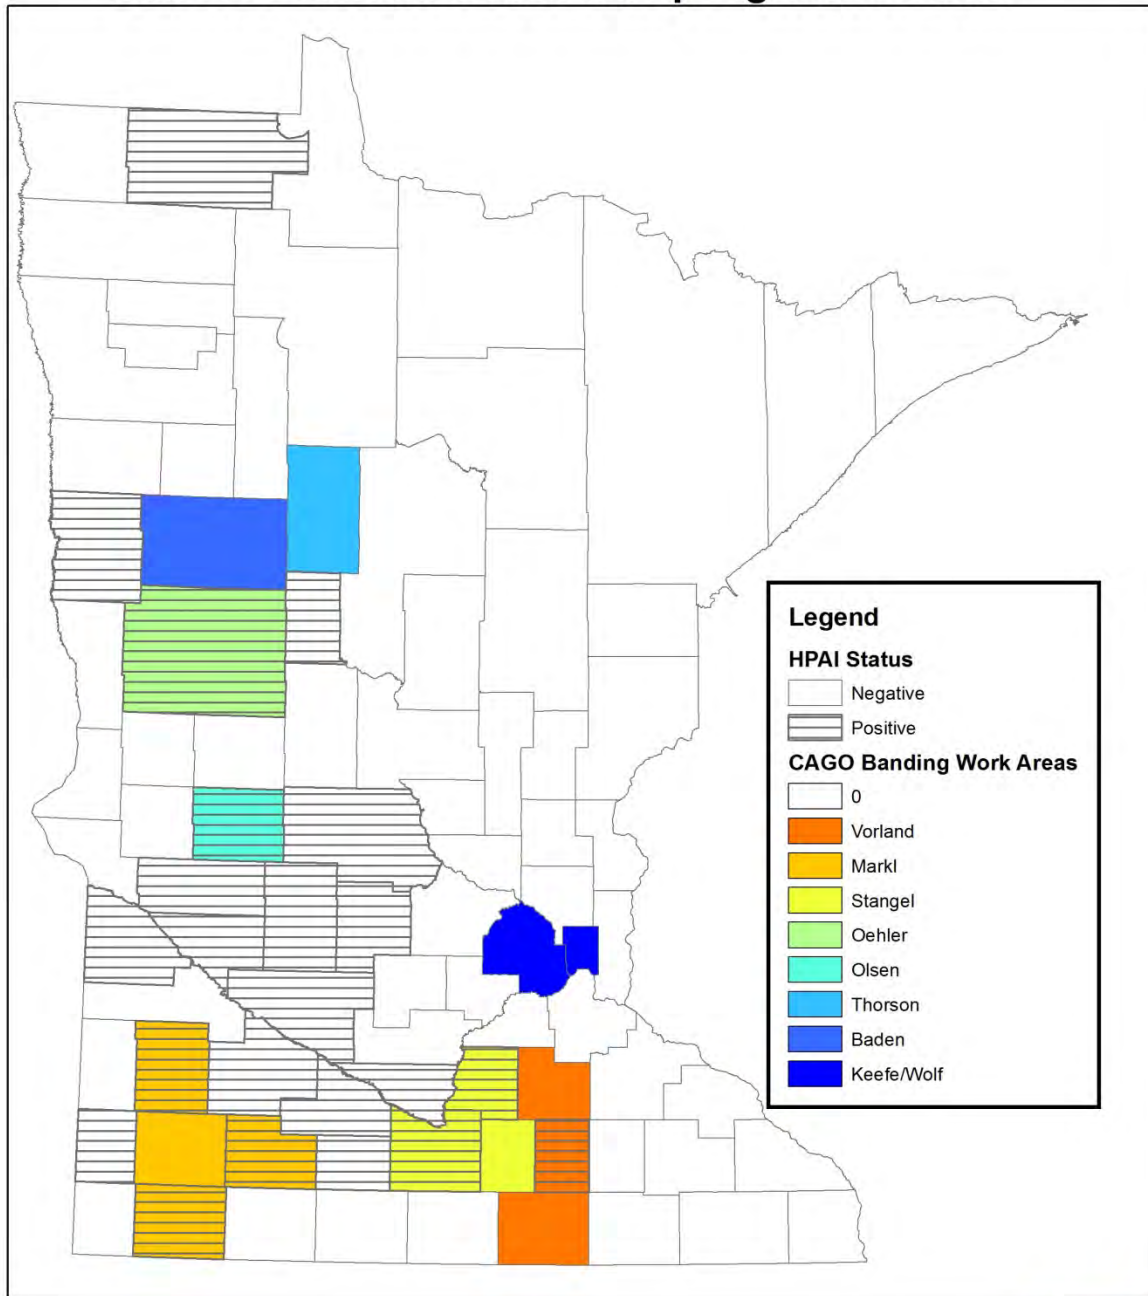 Legend
HPAI Status
Negative
Positive
CAGO Banding Work Areas
0
Vorland
Markl
Stangel
Oehler
Olsen
Thorson
Baden
Keefe/Wolf